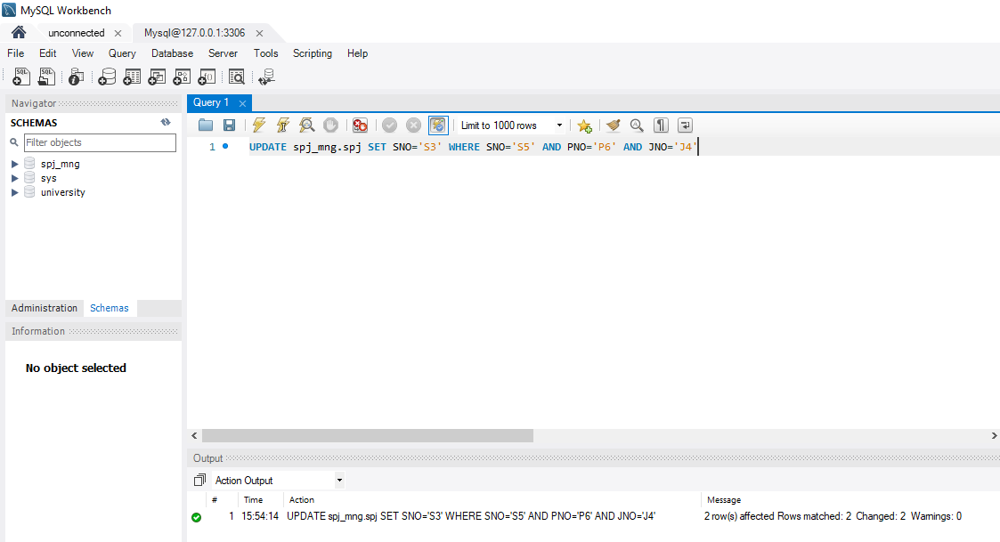 MySQL Workbench
unconnected Mysql@127.0.0.1:3306
File Edit View Query Database Server Tools Scripting Help
Navigator
SCHEMAS
Filter objects
spj_mng
sys
university
Administration Schemas
Information
No object selected
Query 1
Limit to 1000 rows
1 UPDATE spj_mng.spj SET SNO='S3' WHERE SNO='S5' AND PNO='P6' AND JNO='J4'
Output
Action Output
# Time Action Message
1 15:54:14 UPDATE spj_mng.spj SET SNO='S3' WHERE SNO='S5' AND PNO='P6' AND JNO='J4' 2 row(s) affected Rows matched: 2 Changed: 2 Warnings: 0